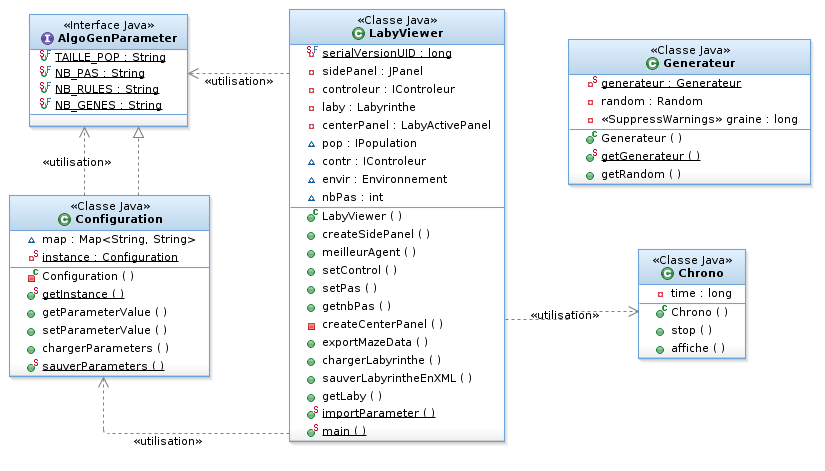 «Interface Java»
AlgoGenParameter
TAILLE_POP : String
NB_PAS : String
NB_RULES : String
NB_GENES : String
«utilisation»
«utilisation»
«Classe Java»
Configuration
map : Map<String, String>
instance : Configuration
Configuration ( )
getInstance ( )
getParameterValue ( )
setParameterValue ( )
chargerParameters ( )
sauverParameters ( )
«utilisation»
«Classe Java»
LabyViewer
serialVersionUID : long
sidePanel : JPanel
controleur : IControleur
laby : Labyrinthe
centerPanel : LabyActivePanel
pop : IPopulation
contr : IControleur
envir : Environnement
nbPas : int
LabyViewer ( )
createSidePanel ( )
meilleurAgent ( )
setControl ( )
setPas ( )
getnbPas ( )
createCenterPanel ( )
exportMazeData ( )
chargerLabyrinthe ( )
sauverLabyrintheEnXML ( )
getLaby ( )
importParameter ( )
main ( )
«utilisation»
«Classe Java»
Generateur
generateur : Generateur
random : Random
«SuppressWarnings» graine : long
Generateur ( )
getGenerateur ( )
getRandom ( )
«Classe Java»
Chrono
time : long
Chrono ( )
stop ( )
affiche ( )